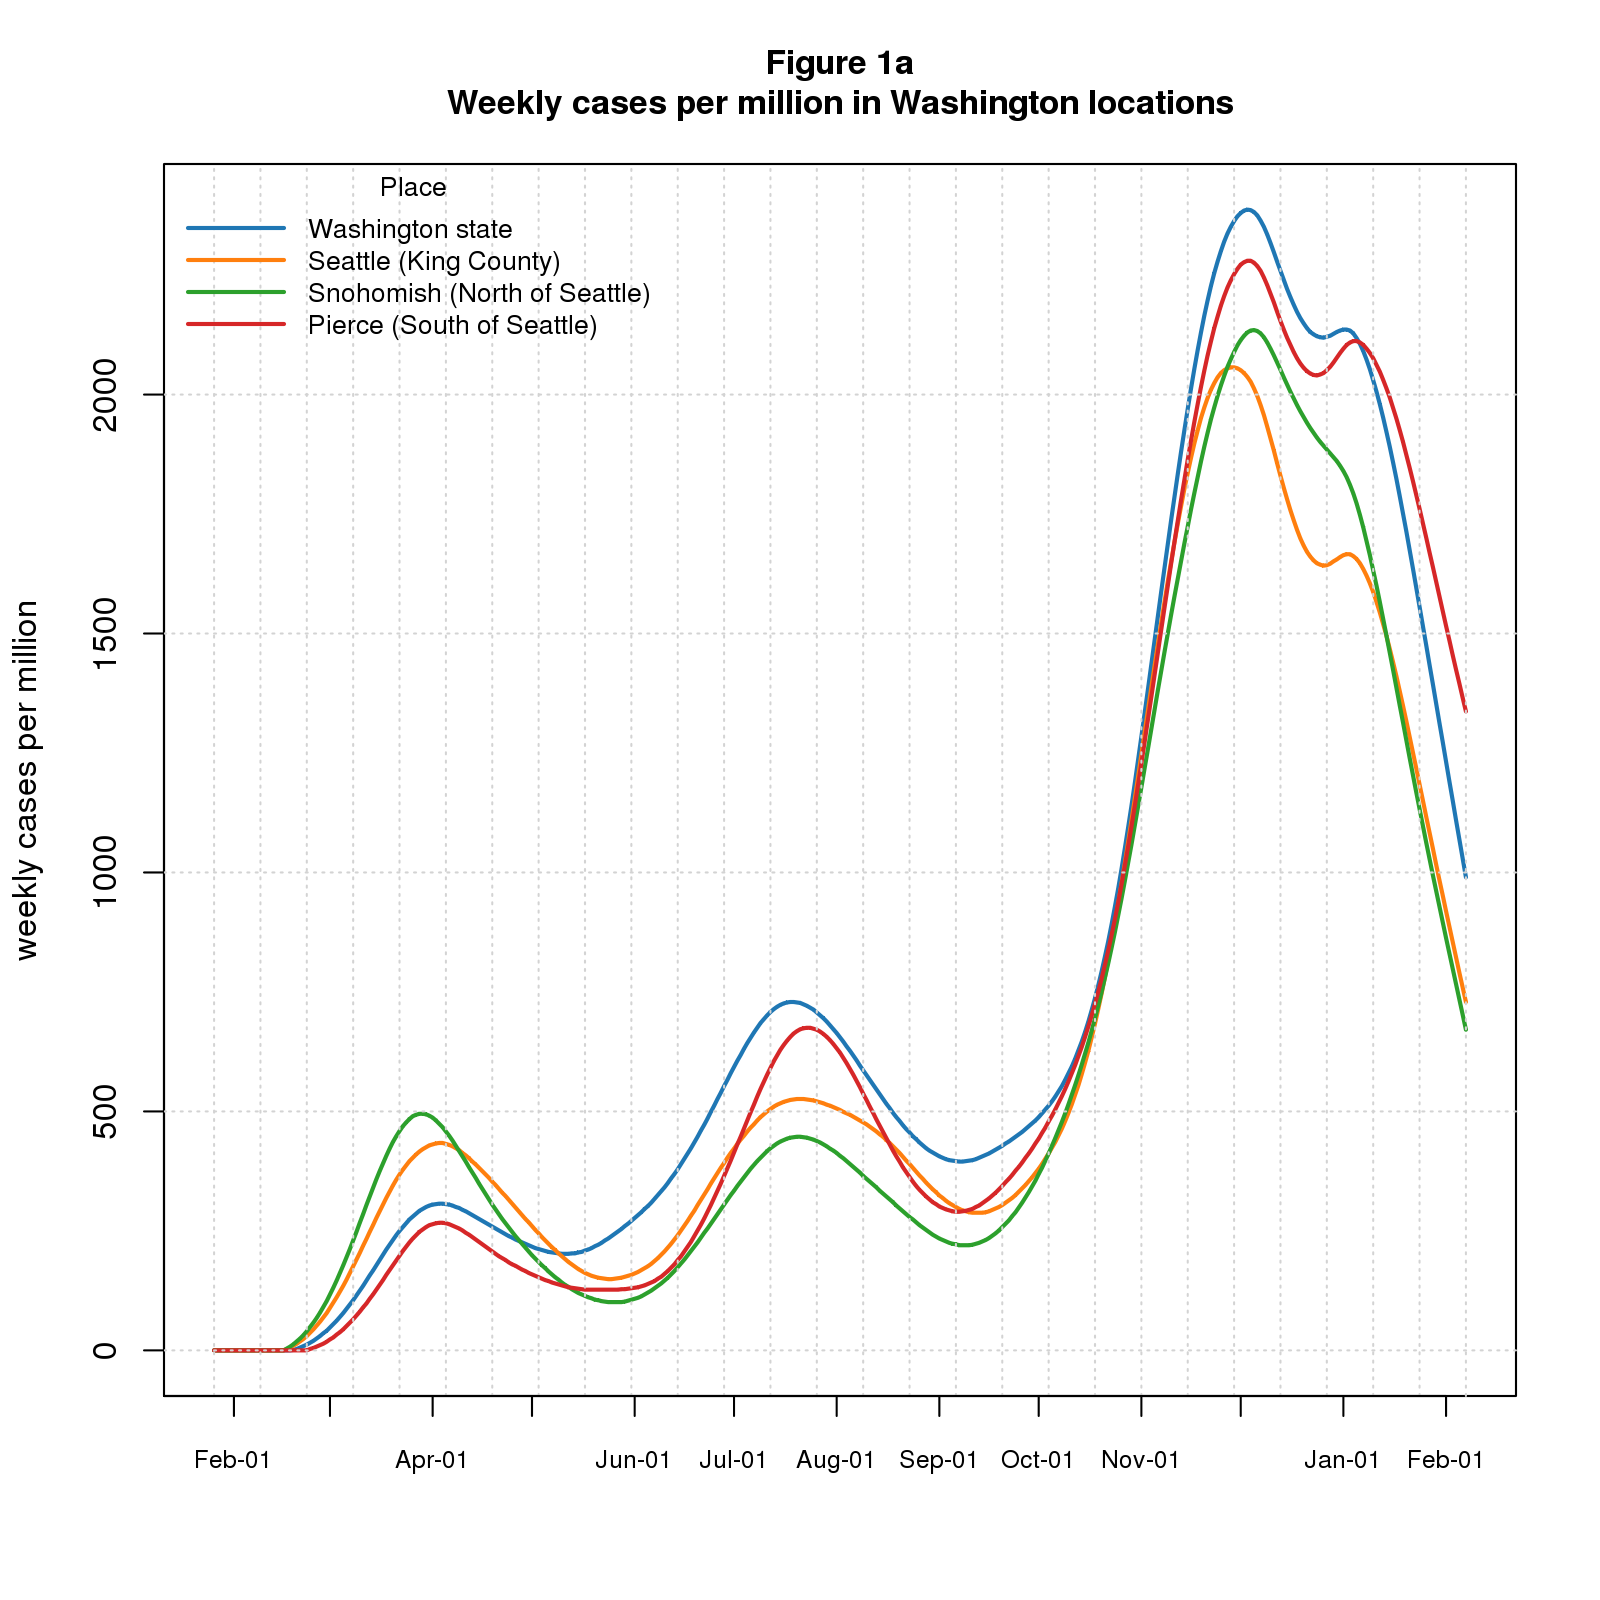 Figure 1a
Weekly cases per million in Washington locations
Place
Washington state
Seattle (King County)
Snohomish (North of Seattle)
Pierce (South of Seattle)
weekly cases per million
2000
1500
1000
500
0
Feb-01 Apr-01 Jun-01 Jul-01 Aug-01 Sep-01 Oct-01 Nov-01 Jan-01 Feb-01